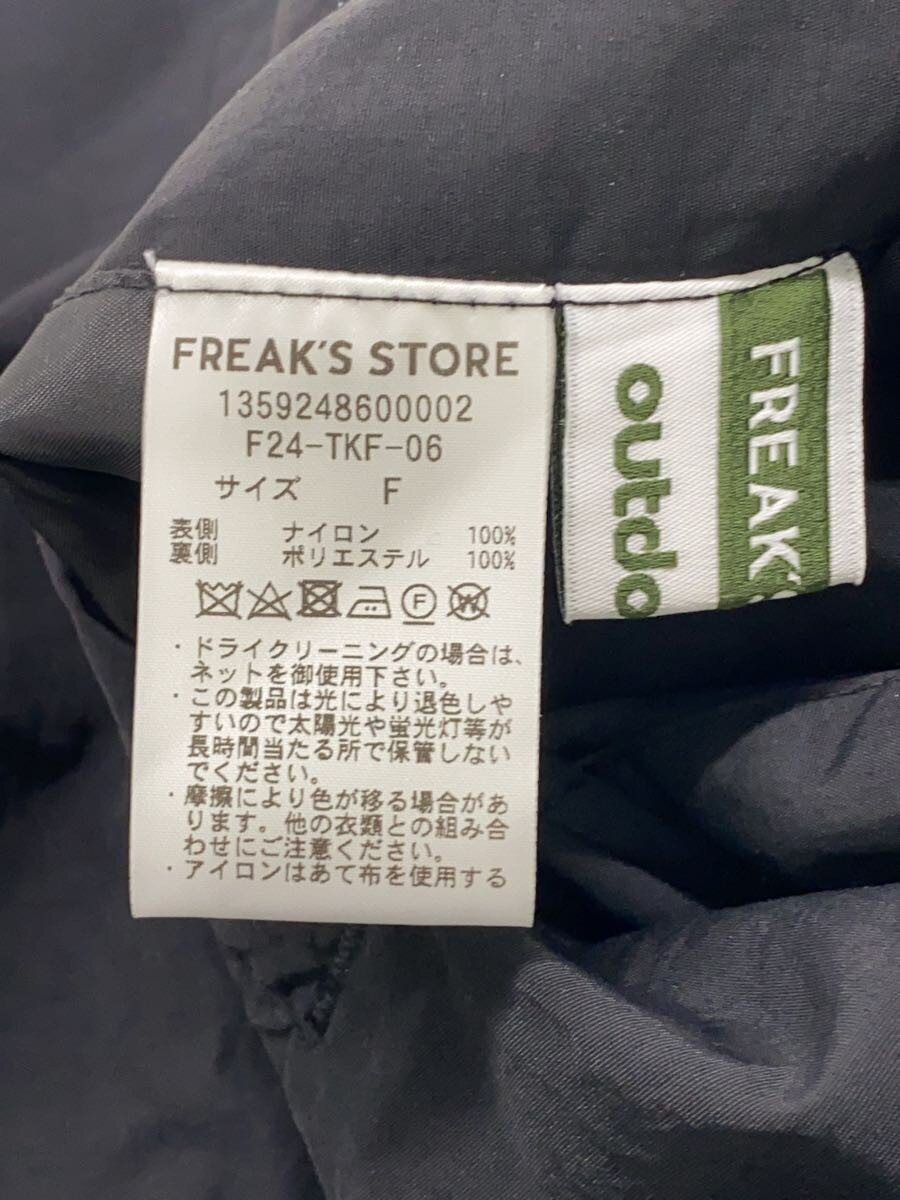 FREAK'S STORE
1359248600002
F24-TKF-06
サイズ F
表側 ナイロン 100%
裏側 ポリエステル 100%
F W
・ドライクリーニングの場合は、
ネットを御使用下さい。
・この製品は光により退色しや
すいので太陽光や蛍光灯等が
長時間当たる所で保管しない
でください。
・摩擦により色が移る場合があ
ります。他の衣類との組み合
わせにご注意ください。
・アイロンはあて布を使用する
FREAK'S
outdo